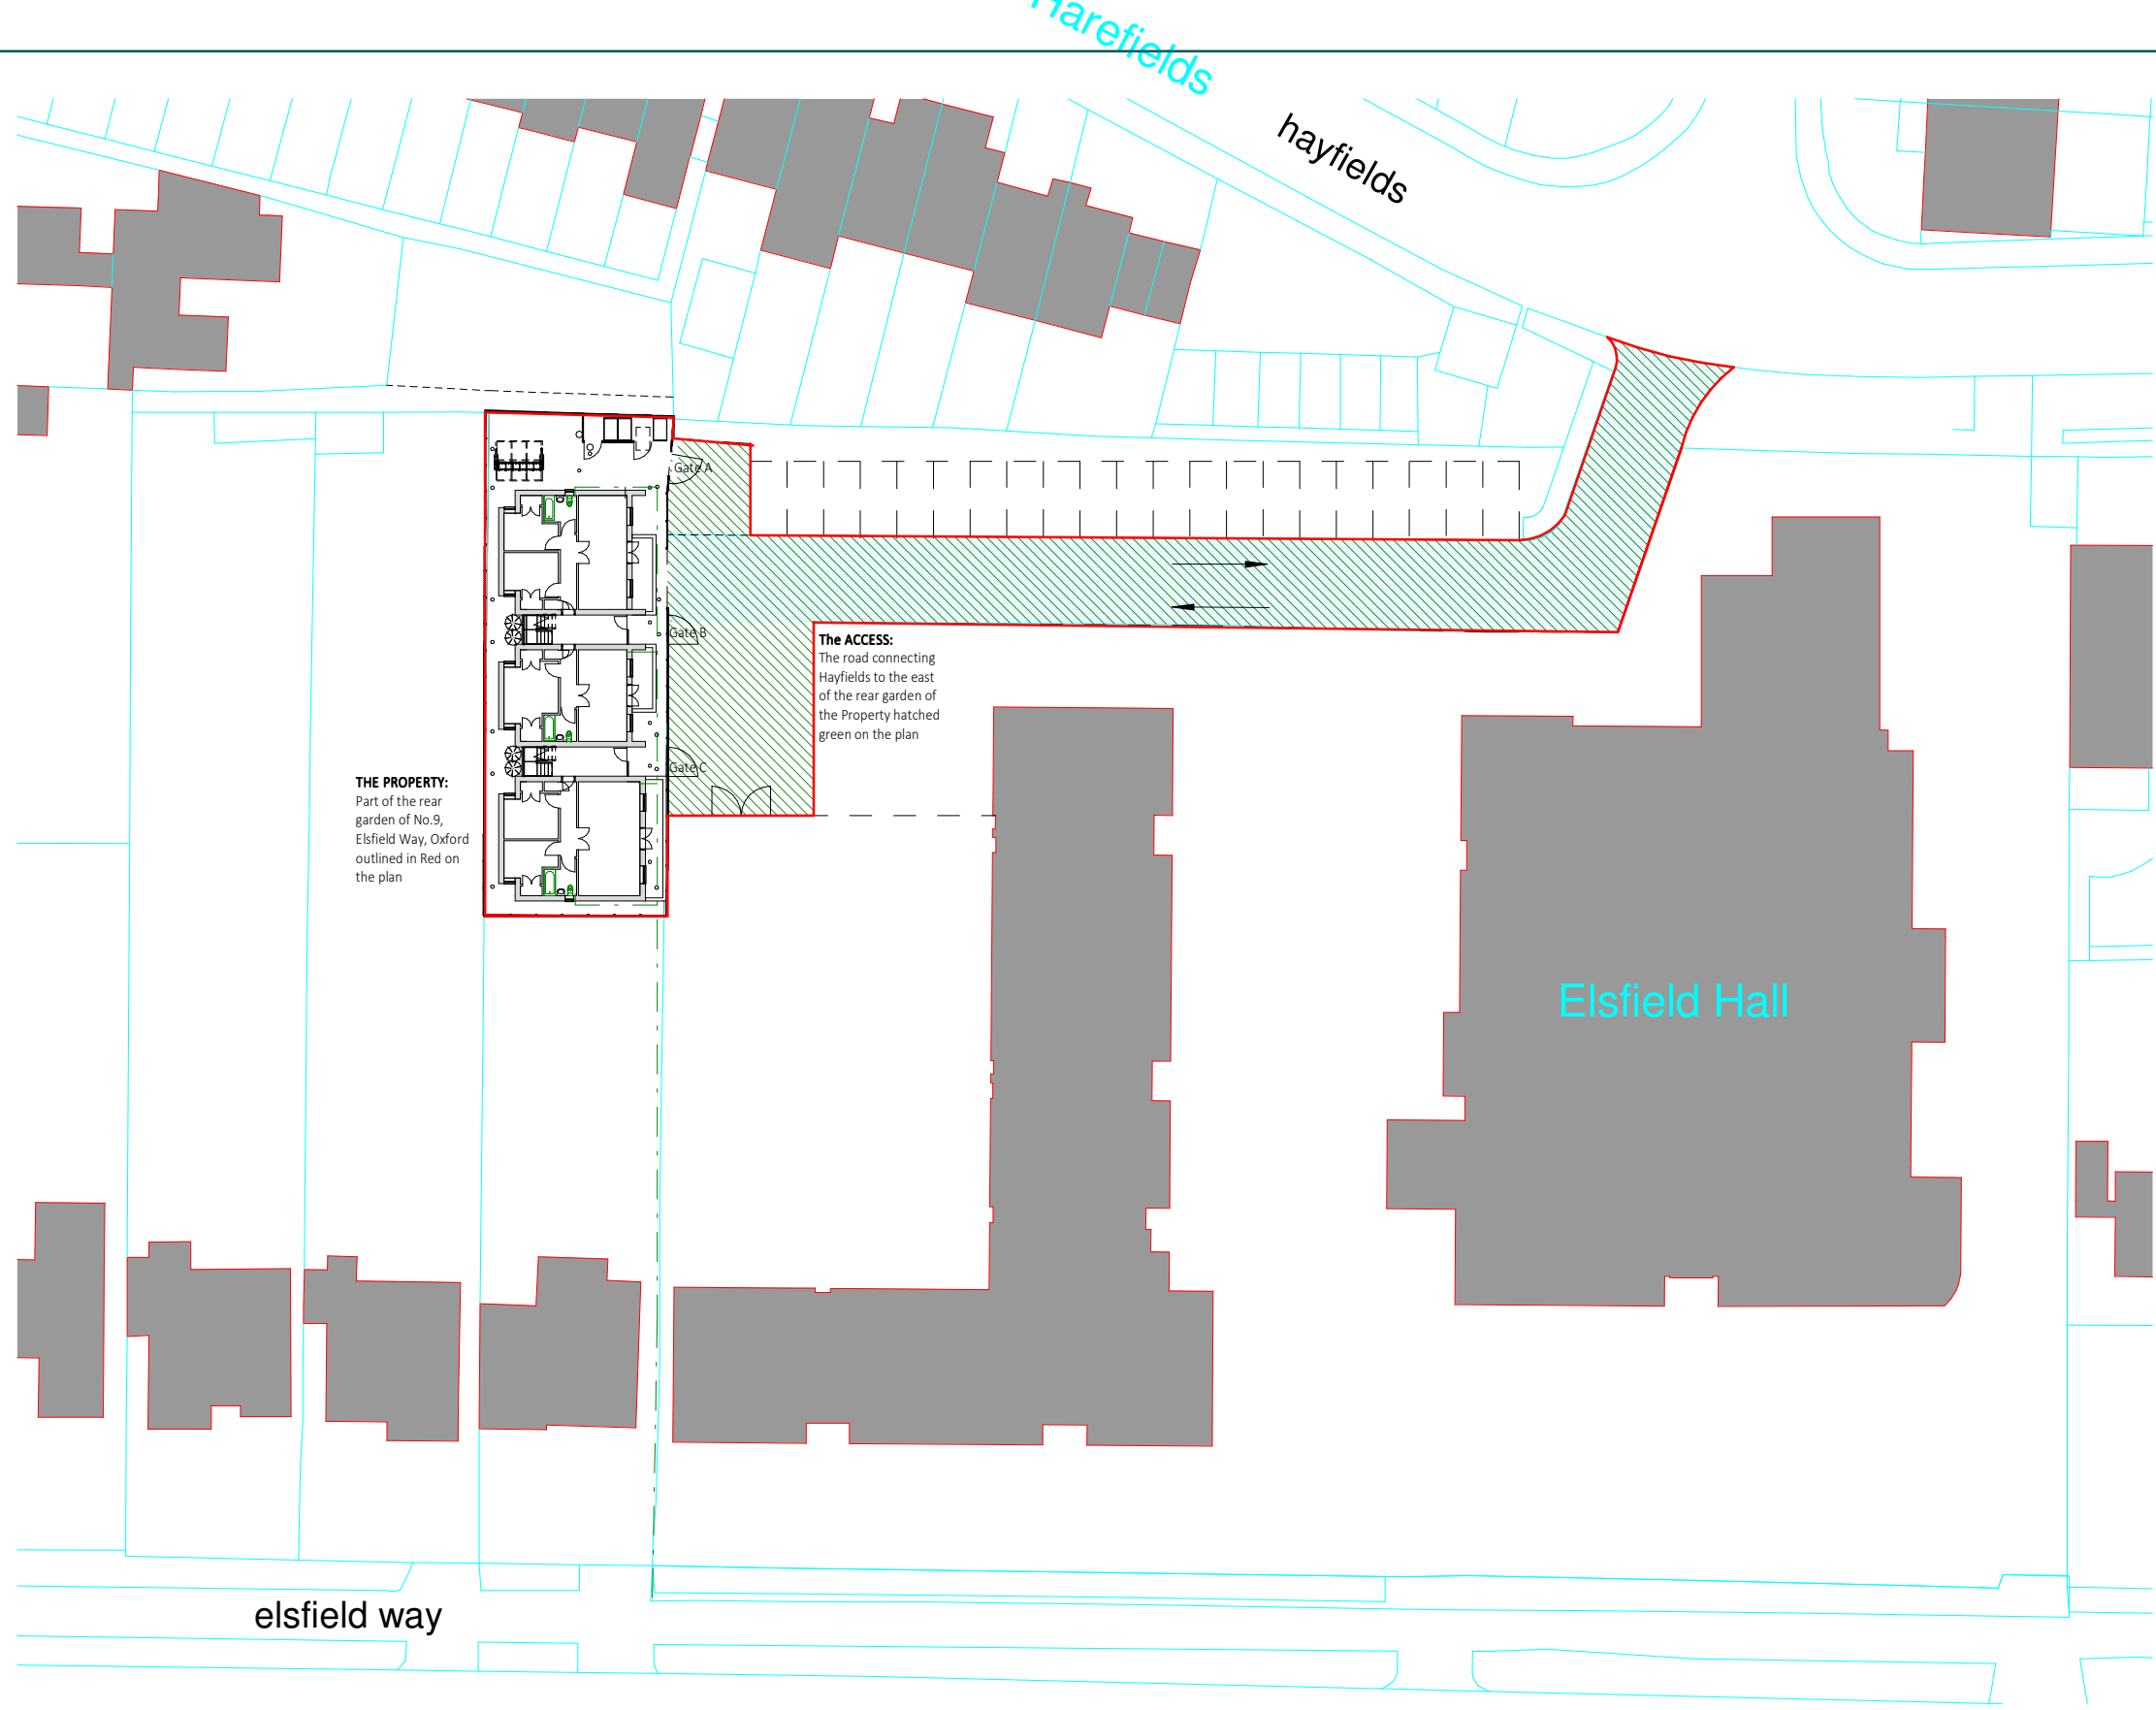 Harefields
hayfields
Gate A
Gate B
The ACCESS:
The road connecting
Hayfields to the east
of the rear garden of
the Property hatched
green on the plan
Gate C
THE PROPERTY:
Part of the rear
garden of No.9,
Elsfield Way, Oxford
outlined in Red on
the plan
Elsfield Hall
elsfield way